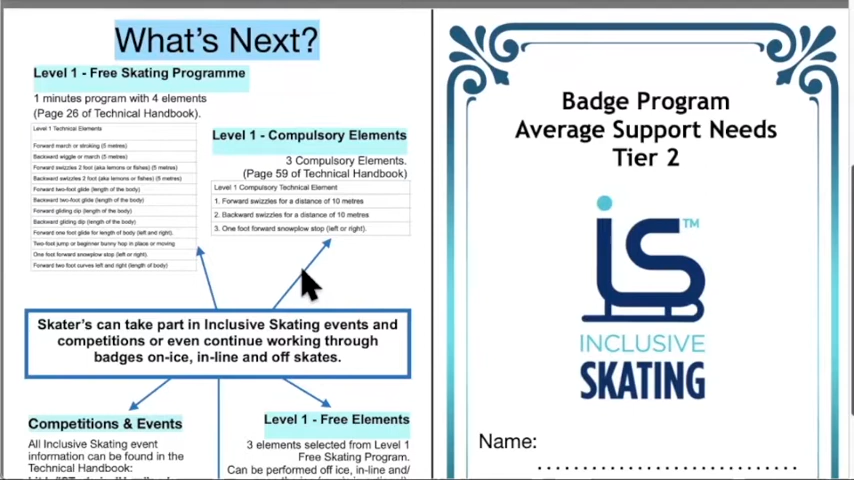 What's Next?
Level 1 - Free Skating Programme
1 minutes program with 4 elements
(Page 26 of Technical Handbook).
Level 1 Technical Elements
Forward march or stroking (5 metres)
Backward wiggle or march (5 metres)
Forward swizzles 2 foot (aka lemons or fishes) (5 metres)
Backward swizzles 2 foot (aka lemons or fishes) (5 metres)
Forward two-foot glide (length of the body)
Backward two-foot glide (length of the body)
Forward gliding dip (length of the body)
Backward gliding dip (length of the body)
Forward one foot glide for length of body (left and right).
Two-foot jump or beginner bunny hop in place or moving
One foot forward snowplow stop (left or right).
Forward two foot curves left and right (length of body)
Level 1 - Compulsory Elements
3 Compulsory Elements.
(Page 59 of Technical Handbook)
Level 1 Compulsory Technical Element
1. Forward swizzles for a distance of 10 metres
2. Backward swizzles for a distance of 10 metres
3. One foot forward snowplow stop (left or right).
Skater's can take part in Inclusive Skating events and
competitions or even continue working through
badges on-ice, in-line and off skates.
Competitions & Events
All Inclusive Skating event
information can be found in the
Technical Handbook:
Level 1 - Free Elements
3 elements selected from Level 1
Free Skating Program.
Can be performed off ice, in-line and/
Badge Program
Average Support Needs
Tier 2
IS™
INCLUSIVE
SKATING
Name: